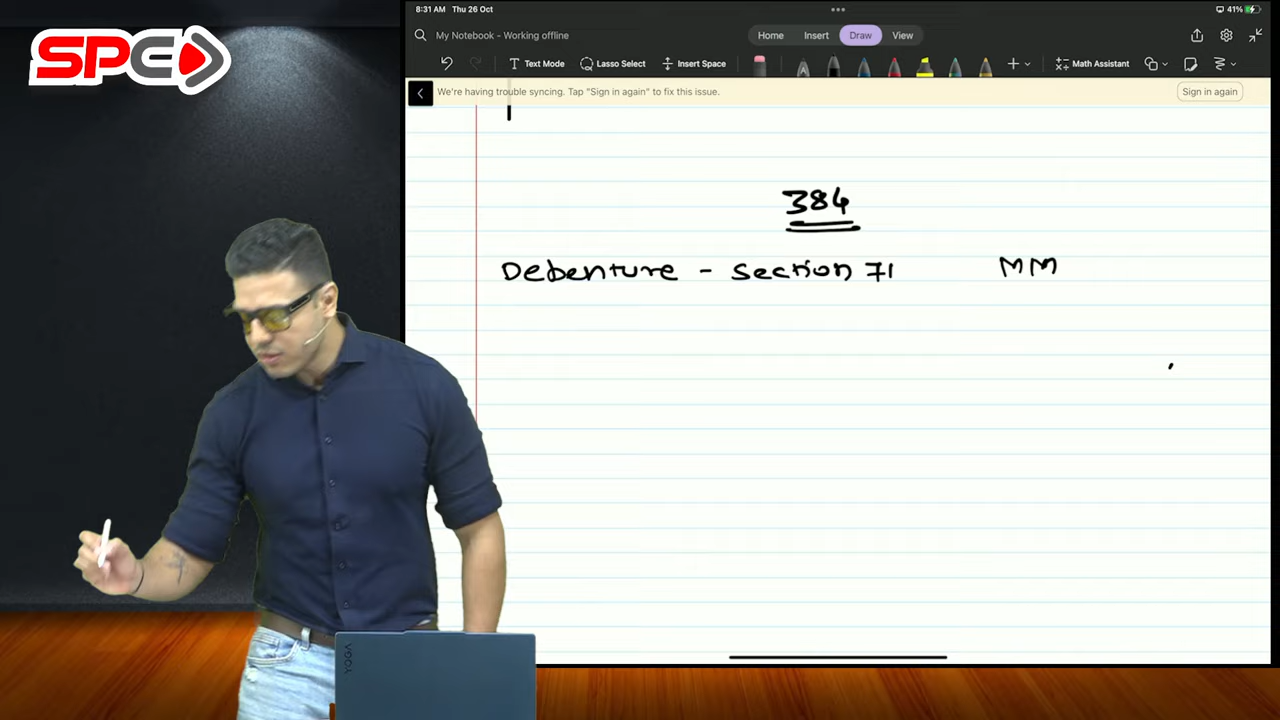 SPE
8:31 AM Thu 26 Oct
41%
My Notebook - Working offline
Home Insert Draw View
Text Mode Lasso Select Insert Space Math Assistant
We're having trouble syncing. Tap "Sign in again" to fix this issue.
Sign in again
384
Debenture - Section 71 MM
YOGA